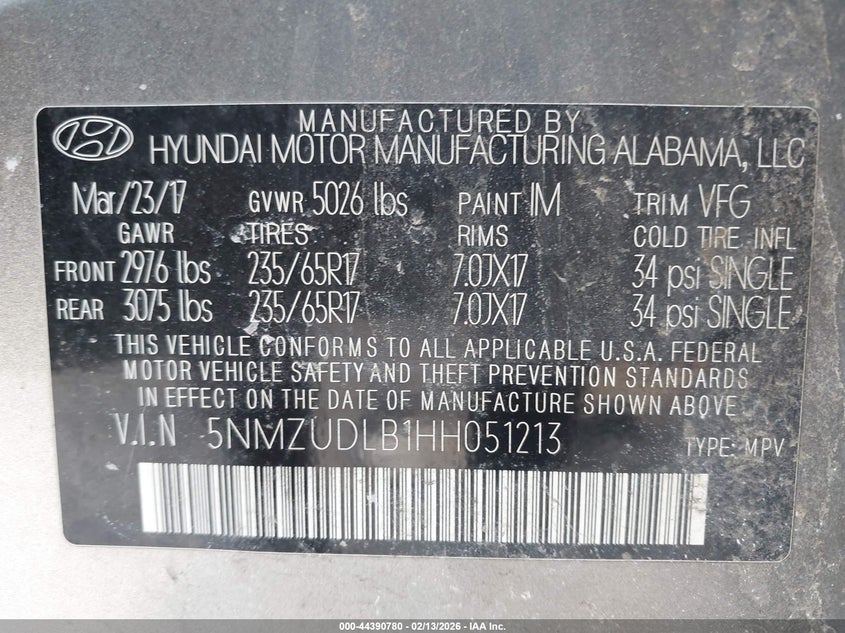 MANUFACTURED BY
HYUNDAI MOTOR MANUFACTURING ALABAMA, LLC
Mar/23/17 GVWR 5026 lbs PAINT IM TRIM VFG
GAWR TIRES RIMS COLD TIRE INFL
FRONT 2976 lbs 235/65R17 7.0JX17 34 psi SINGLE
REAR 3075 lbs 235/65R17 7.0JX17 34 psi SINGLE
THIS VEHICLE CONFORMS TO ALL APPLICABLE U.S.A. FEDERAL
MOTOR VEHICLE SAFETY AND THEFT PREVENTION STANDARDS
IN EFFECT ON THE DATE OF MANUFACTURE SHOWN ABOVE
V.I.N 5NMZUDLB1HH051213 TYPE: MPV
000-44390780 - 02/13/2026 - IAA Inc.